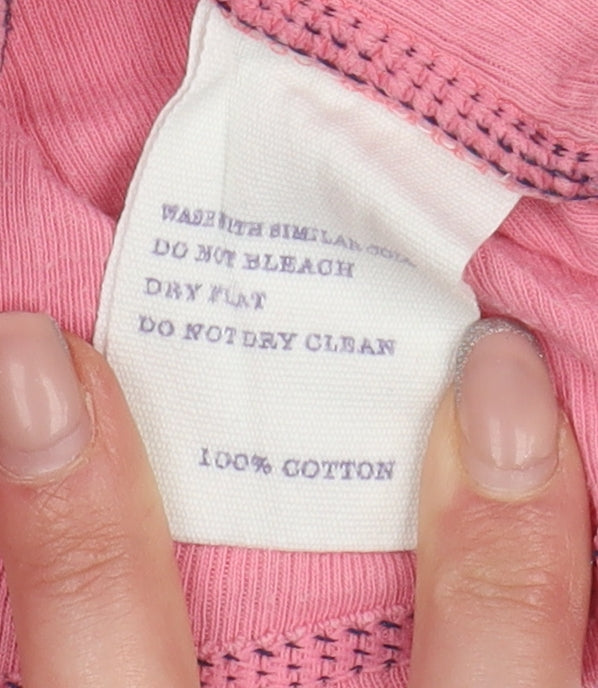 WASH WITH SIMILAR
DO NOT BLEACH
DRY FLAT
DO NOT DRY CLEAN
100% COTTON